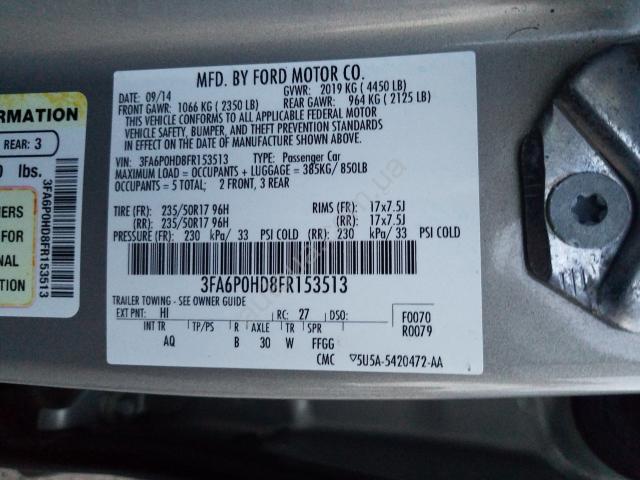 MFD. BY FORD MOTOR CO.
DATE: 09/14 GVWR: 2019 KG ( 4450 LB)
FRONT GAWR: 1066 KG ( 2350 LB) REAR GAWR: 964 KG ( 2125 LB)
THIS VEHICLE CONFORMS TO ALL APPLICABLE FEDERAL MOTOR
VEHICLE SAFETY, BUMPER, AND THEFT PREVENTION STANDARDS
IN EFFECT ON THE DATE OF MANUFACTURE SHOWN ABOVE.
VIN: 3FA6P0HD8FR153513 TYPE: Passenger Car
MAXIMUM LOAD = OCCUPANTS + LUGGAGE = 385KG/ 850LB
OCCUPANTS = 5 TOTAL; 2 FRONT, 3 REAR
TIRE (FR): 235/50R17 96H RIMS (FR): 17x7.5J
(RR): 235/50R17 96H (RR): 17x7.5J
PRESSURE (FR): 230 kPa/ 33 PSI COLD (RR): 230 kPa/ 33 PSI COLD
3FA6P0HD8FR153513
TRAILER TOWING - SEE OWNER GUIDE
EXT PNT: HI RC: 27 DSO: F0070
INT TR TP/PS R AXLE TR SPR R0079
AQ B 30 W FFGG
CMC ▽5U5A-5420472-AA
ORMATION
REAR: 3
lbs.
NERS
FOR
NAL
TION
3FA6P0HD8FR153513